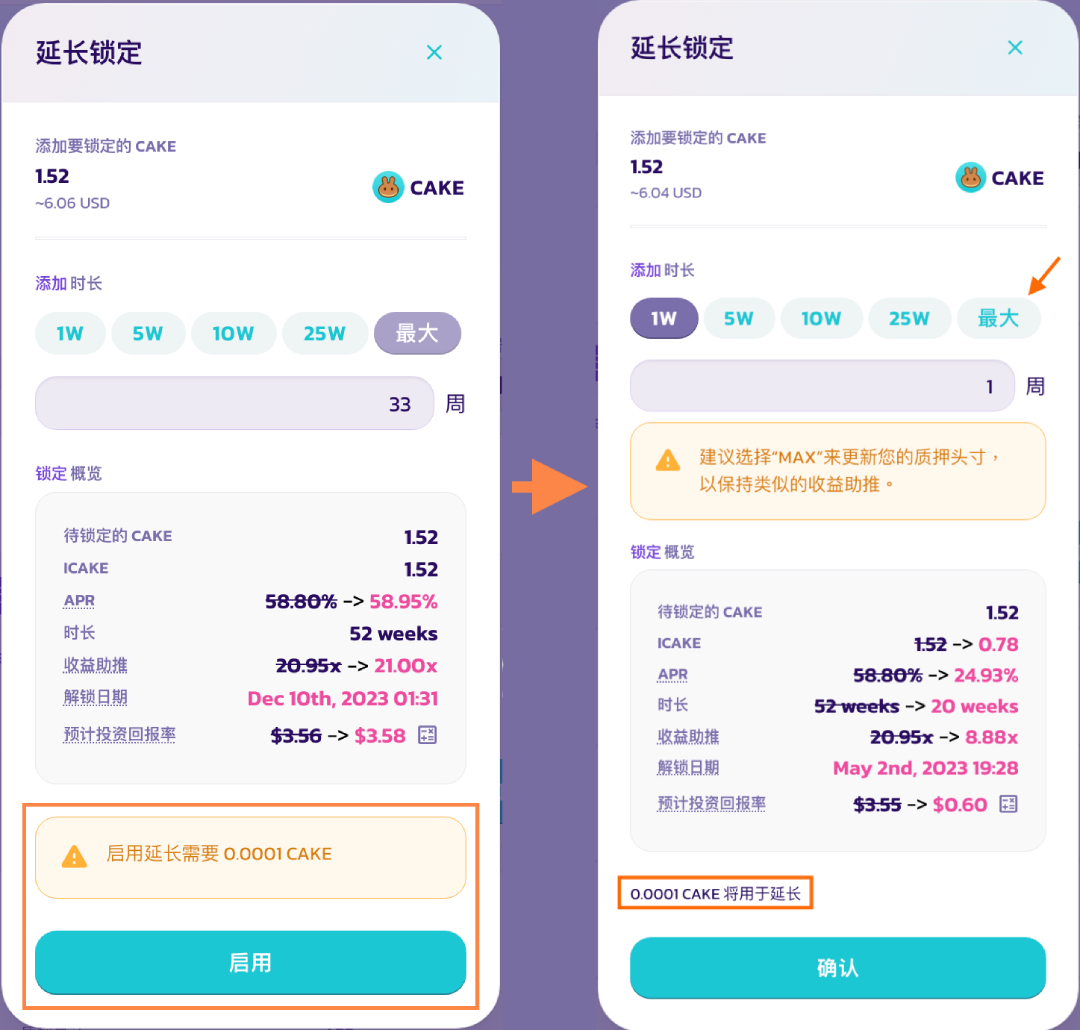 延长锁定
添加要锁定的 CAKE
1.52
~6.06 USD
CAKE
添加 时长
1W 5W 10W 25W 最大
33 周
锁定 概览
待锁定的 CAKE 1.52
lCAKE 1.52
APR 58.80% -> 58.95%
时长 52 weeks
收益助推 20.95x -> 21.00x
解锁日期 Dec 10th, 2023 01:31
预计投资回报率 $3.56 -> $3.58
启用延长需要 0.0001 CAKE
启用
延长锁定
添加要锁定的 CAKE
1.52
~6.04 USD
CAKE
添加 时长
1W 5W 10W 25W 最大
1 周
建议选择“MAX”来更新您的质押头寸，
以保持类似的收益助推。
锁定 概览
待锁定的 CAKE 1.52
lCAKE 1.52 -> 0.78
APR 58.80% -> 24.93%
时长 52 weeks -> 20 weeks
收益助推 20.95x -> 8.88x
解锁日期 May 2nd, 2023 19:28
预计投资回报率 $3.55 -> $0.60
0.0001 CAKE 将用于延长
确认